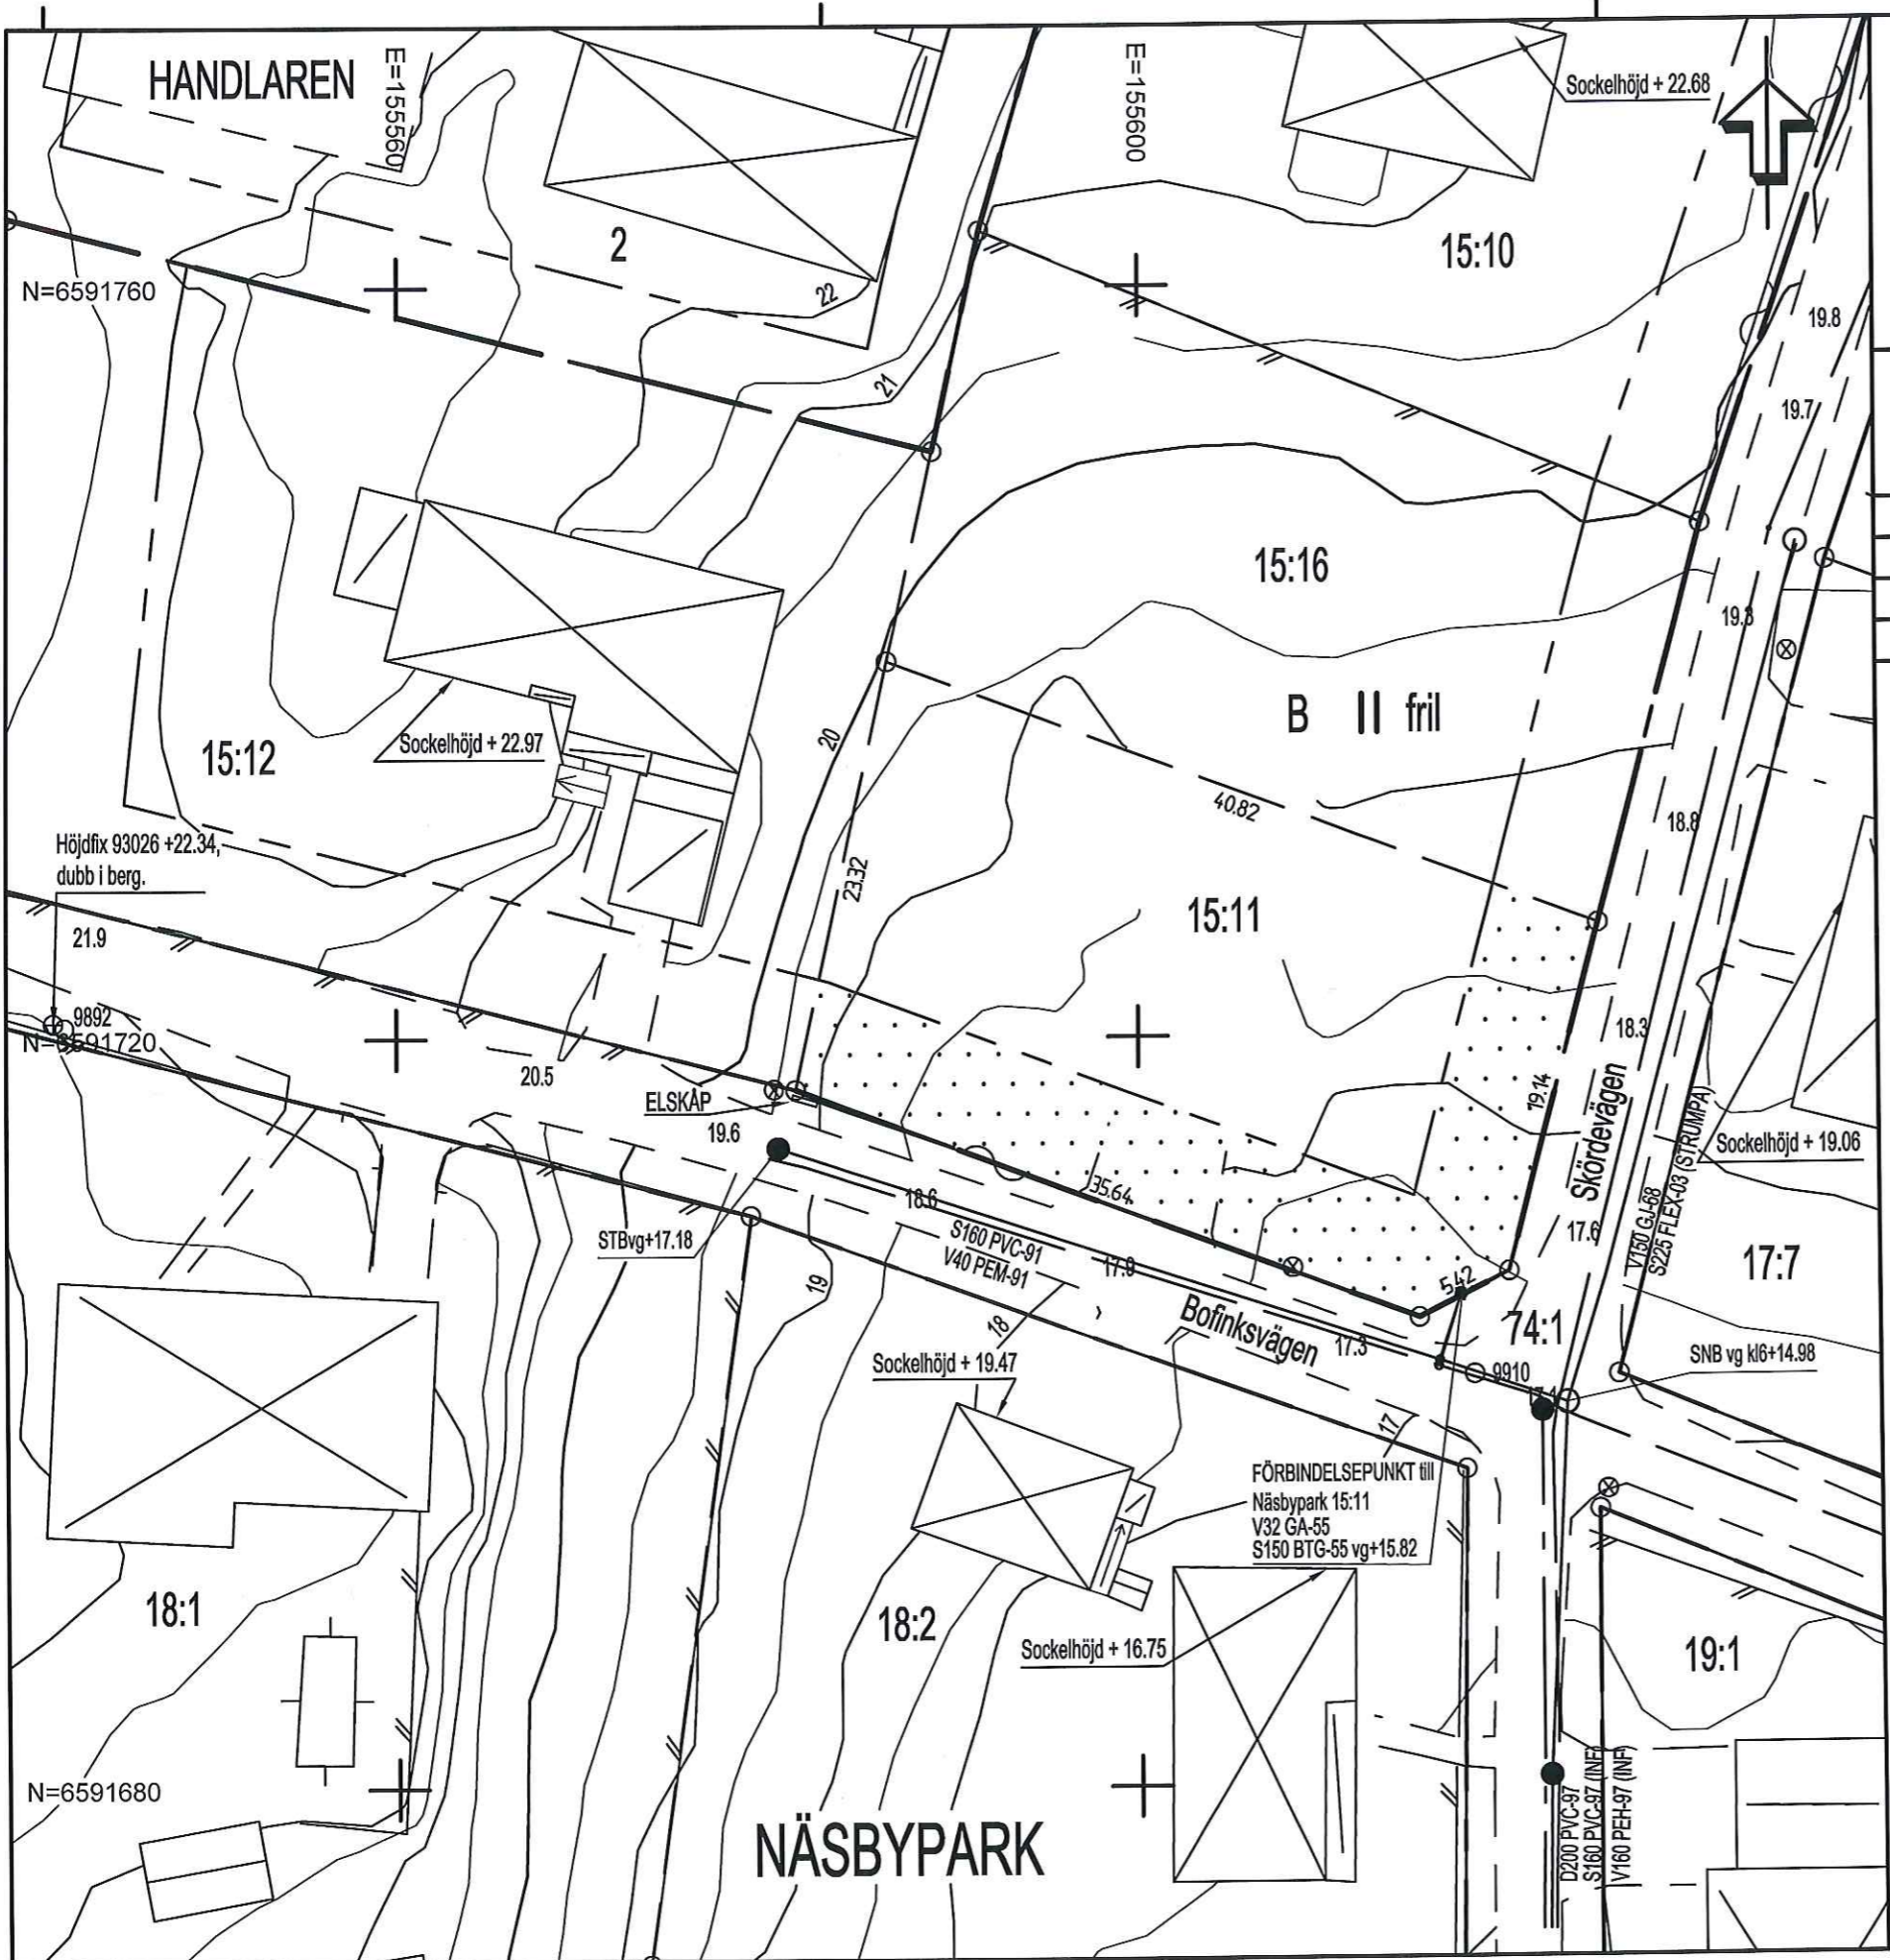 HANDLAREN
E=155560
E=155600
Sockelhöjd + 22.68
2
15:10
N=6591760
22
19.8
21
19.7
15:16
19.3
B II fril
20
15:12
Sockelhöjd + 22.97
40.82
18.8
Höjdfix 93026 +22.34,
dubb i berg.
23.32
15:11
21.9
9892
N=6591720
18.3
20.5
19.14
ELSKÅP
19.6
Skördevägen
S225 FLEX-03 (STRUMPA)
V150 GJ-68
Sockelhöjd + 19.06
35.64
18.6
17.6
STBvg+17.18
S160 PVC-91
V40 PEM-91
17.9
17:7
19
5.42
18
Bofinksvägen
74:1
17.3
Sockelhöjd + 19.47
9910
SNB vg kl6+14.98
17.1
17
FÖRBINDELSEPUNKT till
Näsbypark 15:11
V32 GA-55
S150 BTG-55 vg+15.82
18:1
18:2
Sockelhöjd + 16.75
19:1
N=6591680
NÄSBYPARK
D200 PVC-97
S160 PVC-97 (INF)
V160 PEH-97 (INF)